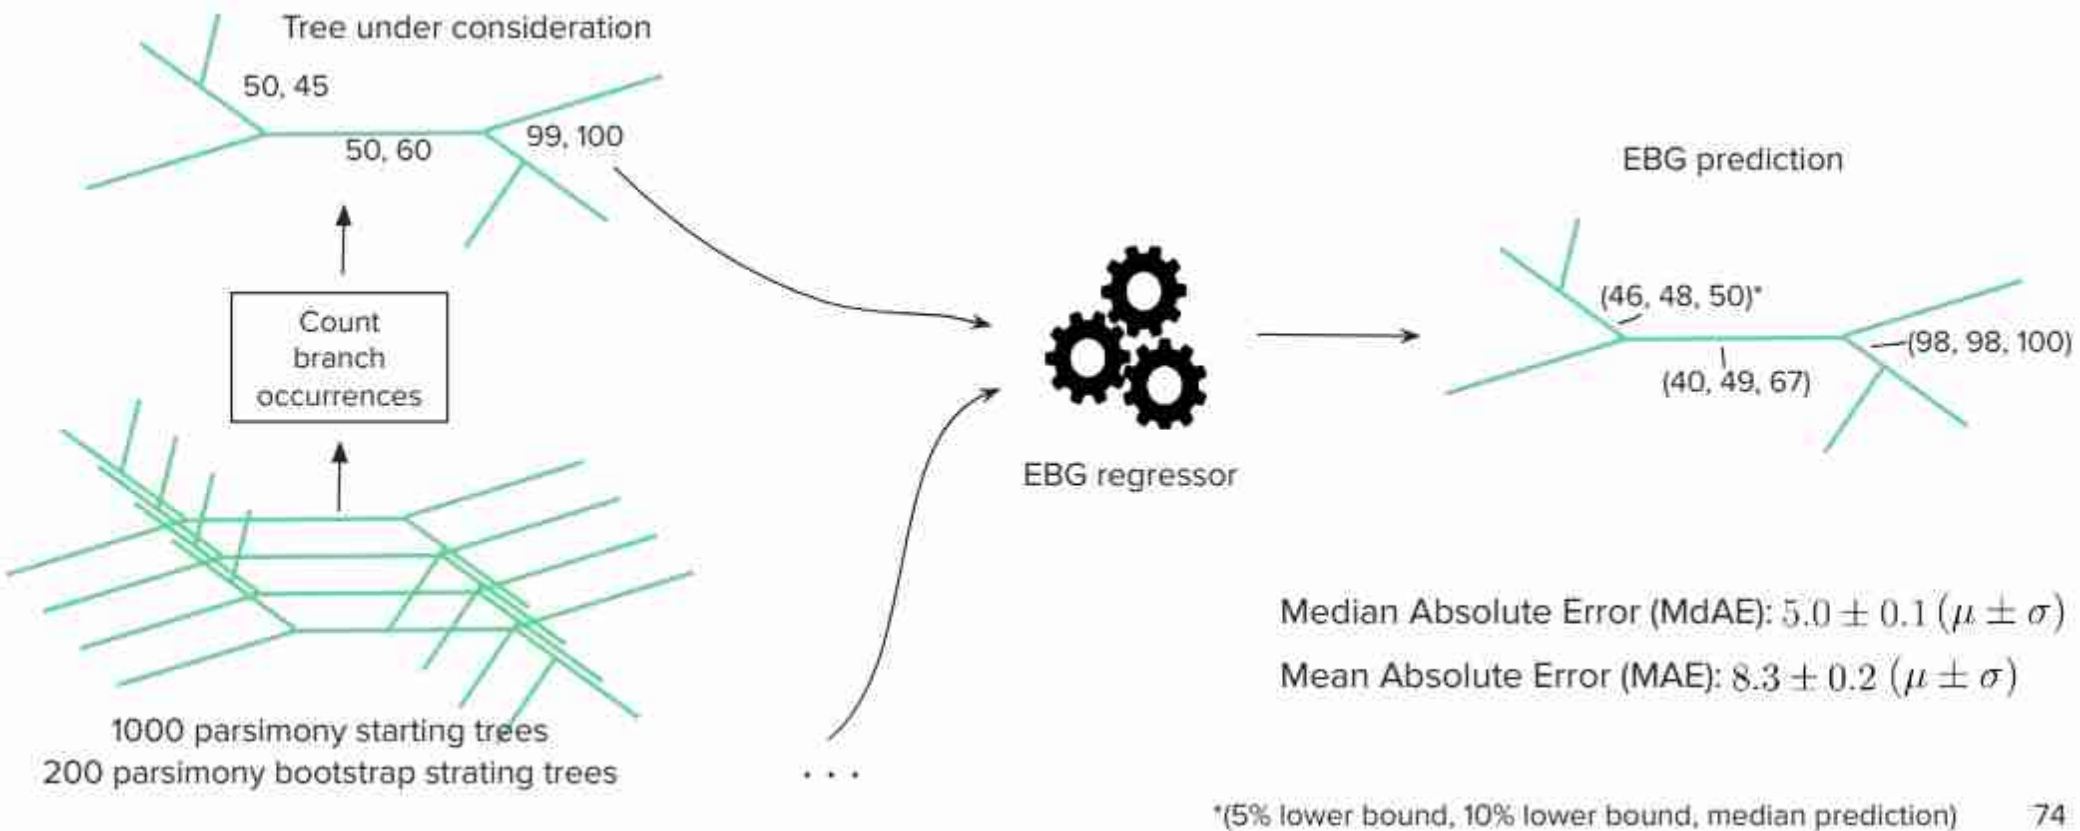 Tree under consideration
50, 45
50, 60
99, 100
Count
branch
occurrences
1000 parsimony starting trees
200 parsimony bootstrap strating trees
. . .
EBG regressor
EBG prediction
(46, 48, 50)*
(40, 49, 67)
(98, 98, 100)
Median Absolute Error (MdAE): 5.0 ± 0.1 (μ ± σ)
Mean Absolute Error (MAE): 8.3 ± 0.2 (μ ± σ)
*(5% lower bound, 10% lower bound, median prediction)
74